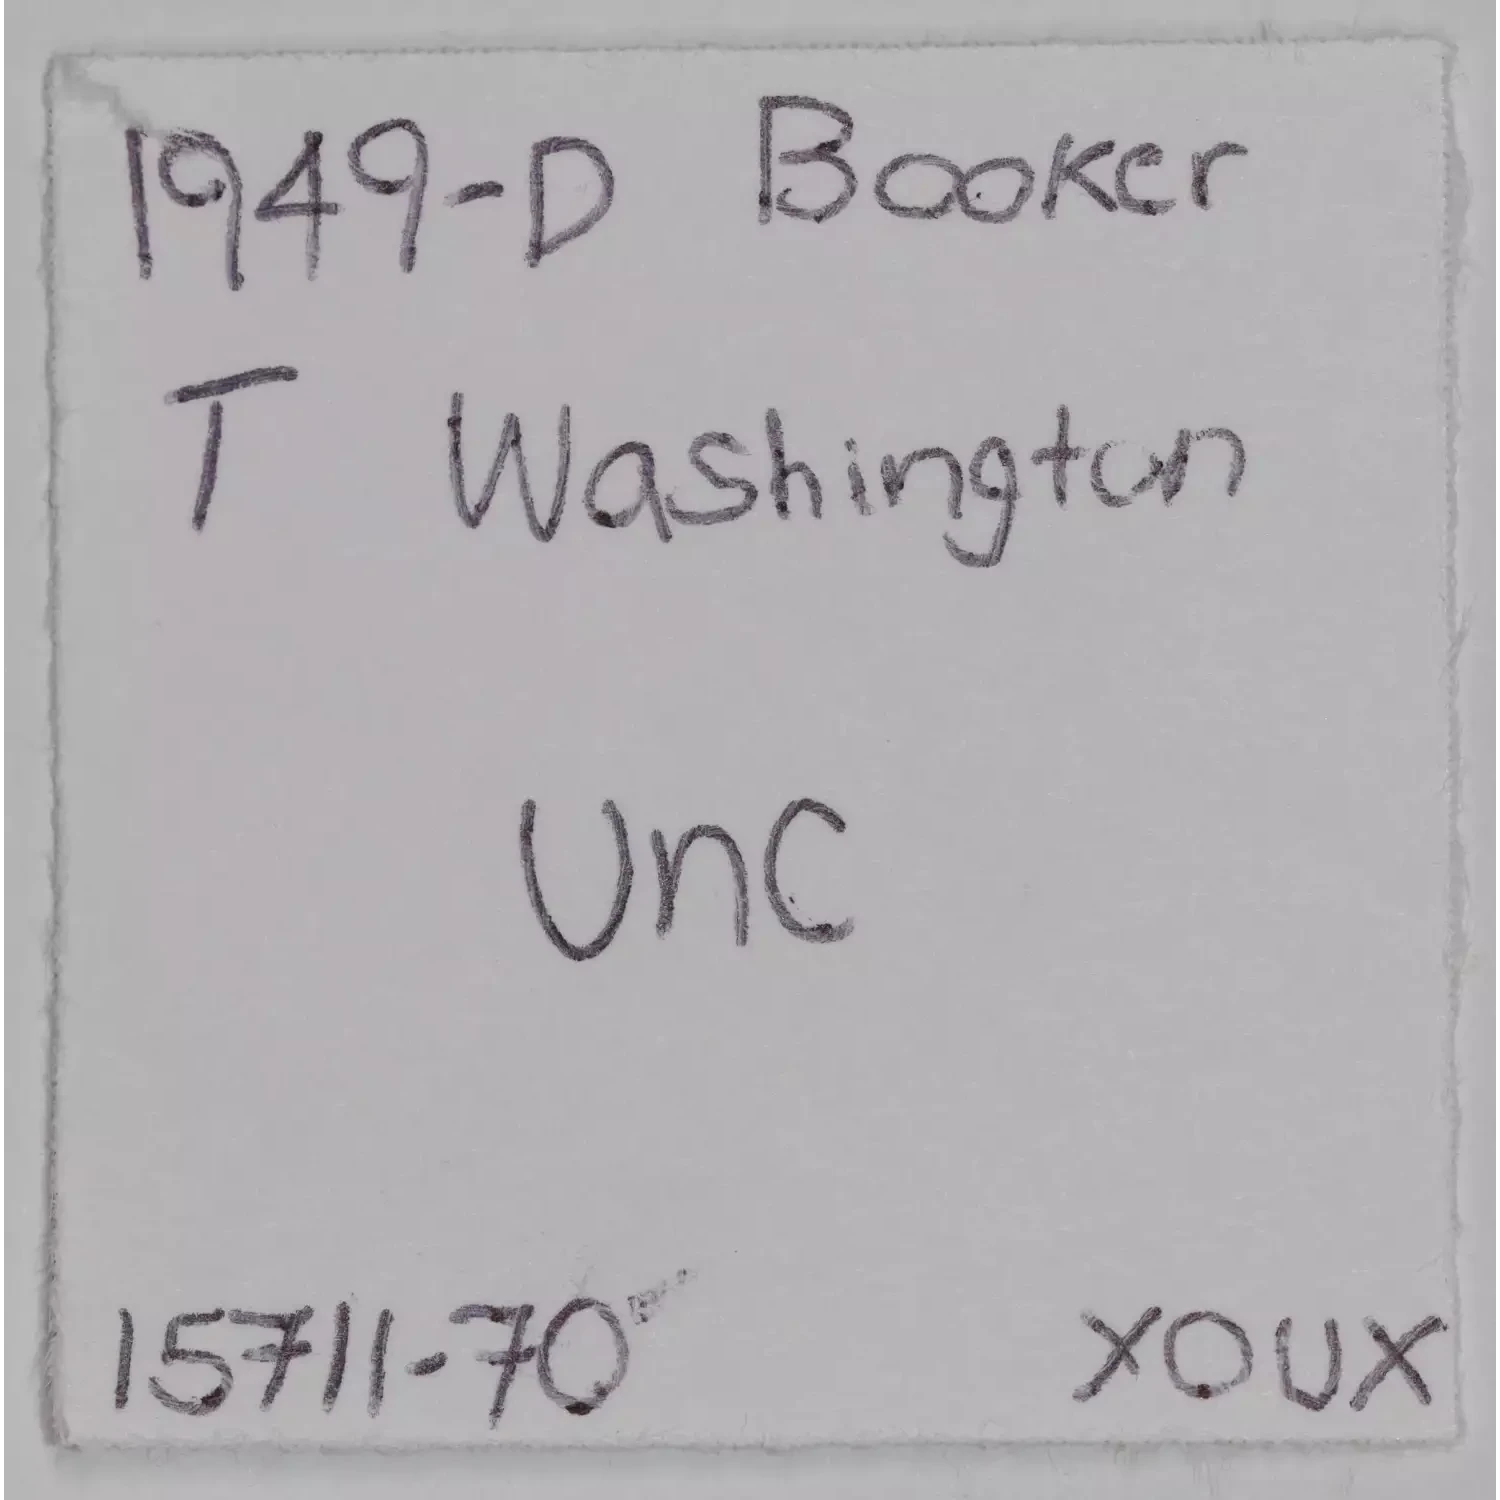 1949-D Booker
T Washington
Unc
15711-70
XOUX